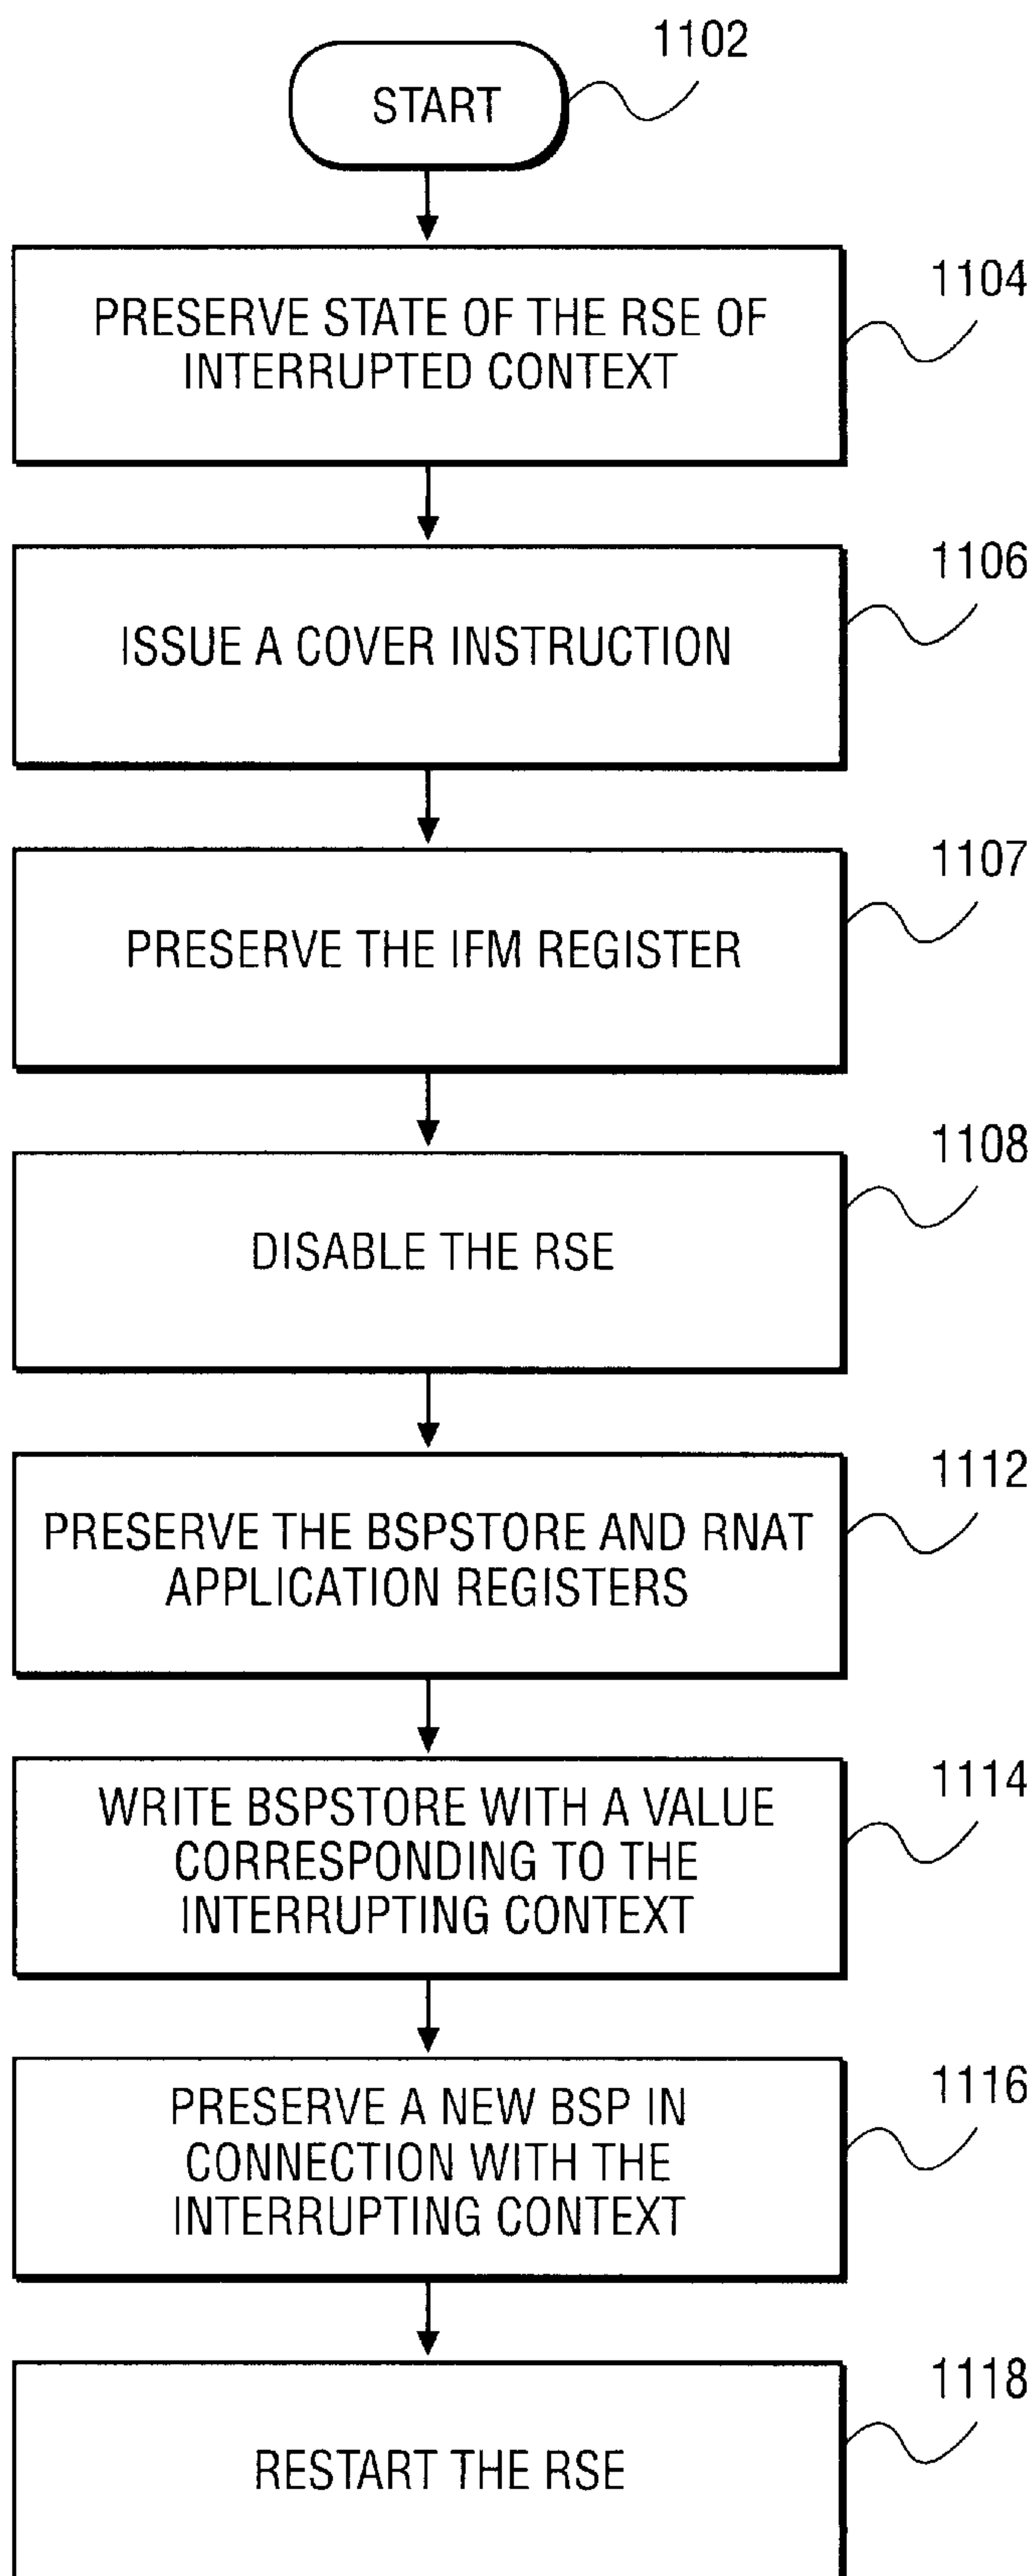 1102
START
1104
PRESERVE STATE OF THE RSE OF
INTERRUPTED CONTEXT
1106
ISSUE A COVER INSTRUCTION
1107
PRESERVE THE IFM REGISTER
1108
DISABLE THE RSE
1112
PRESERVE THE BSPSTORE AND RNAT
APPLICATION REGISTERS
1114
WRITE BSPSTORE WITH A VALUE
CORRESPONDING TO THE
INTERRUPTING CONTEXT
1116
PRESERVE A NEW BSP IN
CONNECTION WITH THE
INTERRUPTING CONTEXT
1118
RESTART THE RSE